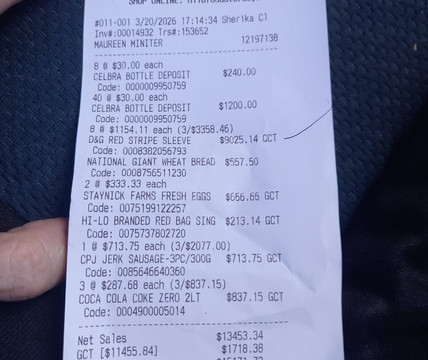 #011-001 3/20/2026 17:14:34 Sherika Cl
Inv#:00014932 Trs#:153652
MAUREEN MINITER 12197138
8 @ $30.00 each
CELBRA BOTTLE DEPOSIT $240.00
Code: 0000009950759
40 @ $30.00 each
CELBRA BOTTLE DEPOSIT $1200.00
Code: 0000009950759
8 @ $1154.11 each (3/$3358.46)
D&G RED STRIPE SLEEVE $9025.14 GCT
Code: 0008382056793
NATIONAL GIANT WHEAT BREAD $557.50
Code: 0008756511230
2 @ $333.33 each
STAYNICK FARMS FRESH EGGS $666.66 GCT
Code: 0075199122257
HI-LO BRANDED RED BAG SING $213.14 GCT
Code: 0075737802720
1 @ $713.75 each (3/$2077.00)
CPJ JERK SAUSAGE-3PC/300G $713.75 GCT
Code: 0085646640360
3 @ $287.68 each (3/$837.15)
COCA COLA COKE ZERO 2LT $837.15 GCT
Code: 0004900005014
Net Sales $13453.34
GCT [$11455.84] $1718.38